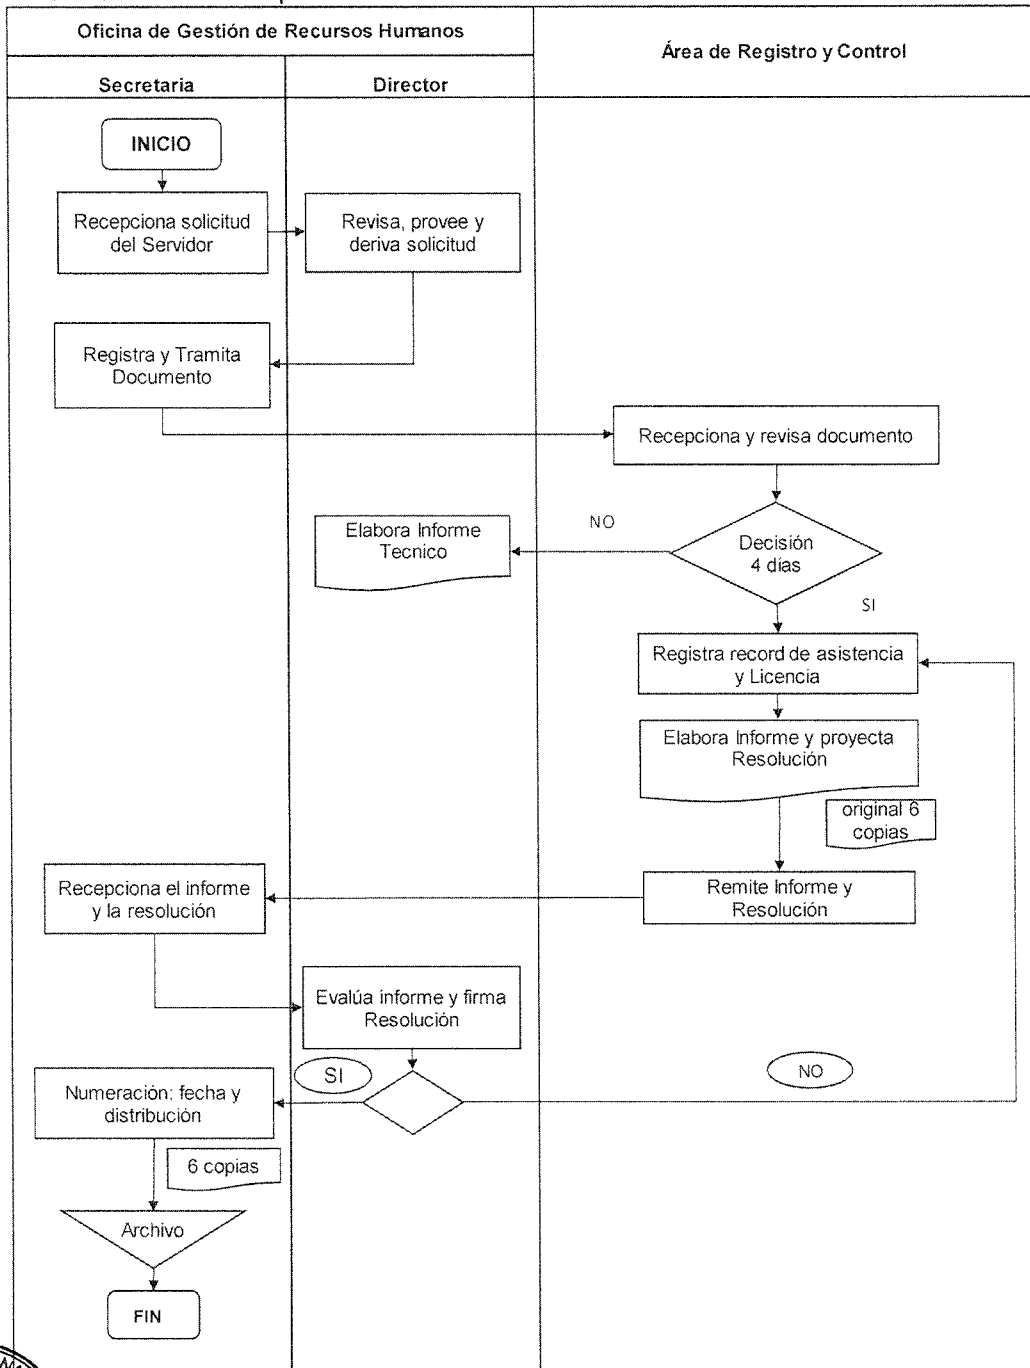 Oficina de Gestión de Recursos Humanos
Área de Registro y Control
Secretaria
Director
INICIO
Recepciona solicitud
del Servidor
Revisa, provee y
deriva solicitud
Registra y Tramita
Documento
Recepciona y revisa documento
Decisión
4 días
NO
Elabora Informe
Tecnico
SI
Registra record de asistencia
y Licencia
Elabora Informe y proyecta
Resolución
original 6
copias
Remite Informe y
Resolución
Recepciona el informe
y la resolución
Evalúa informe y firma
Resolución
SI
NO
Numeración; fecha y
distribución
6 copias
Archivo
FIN